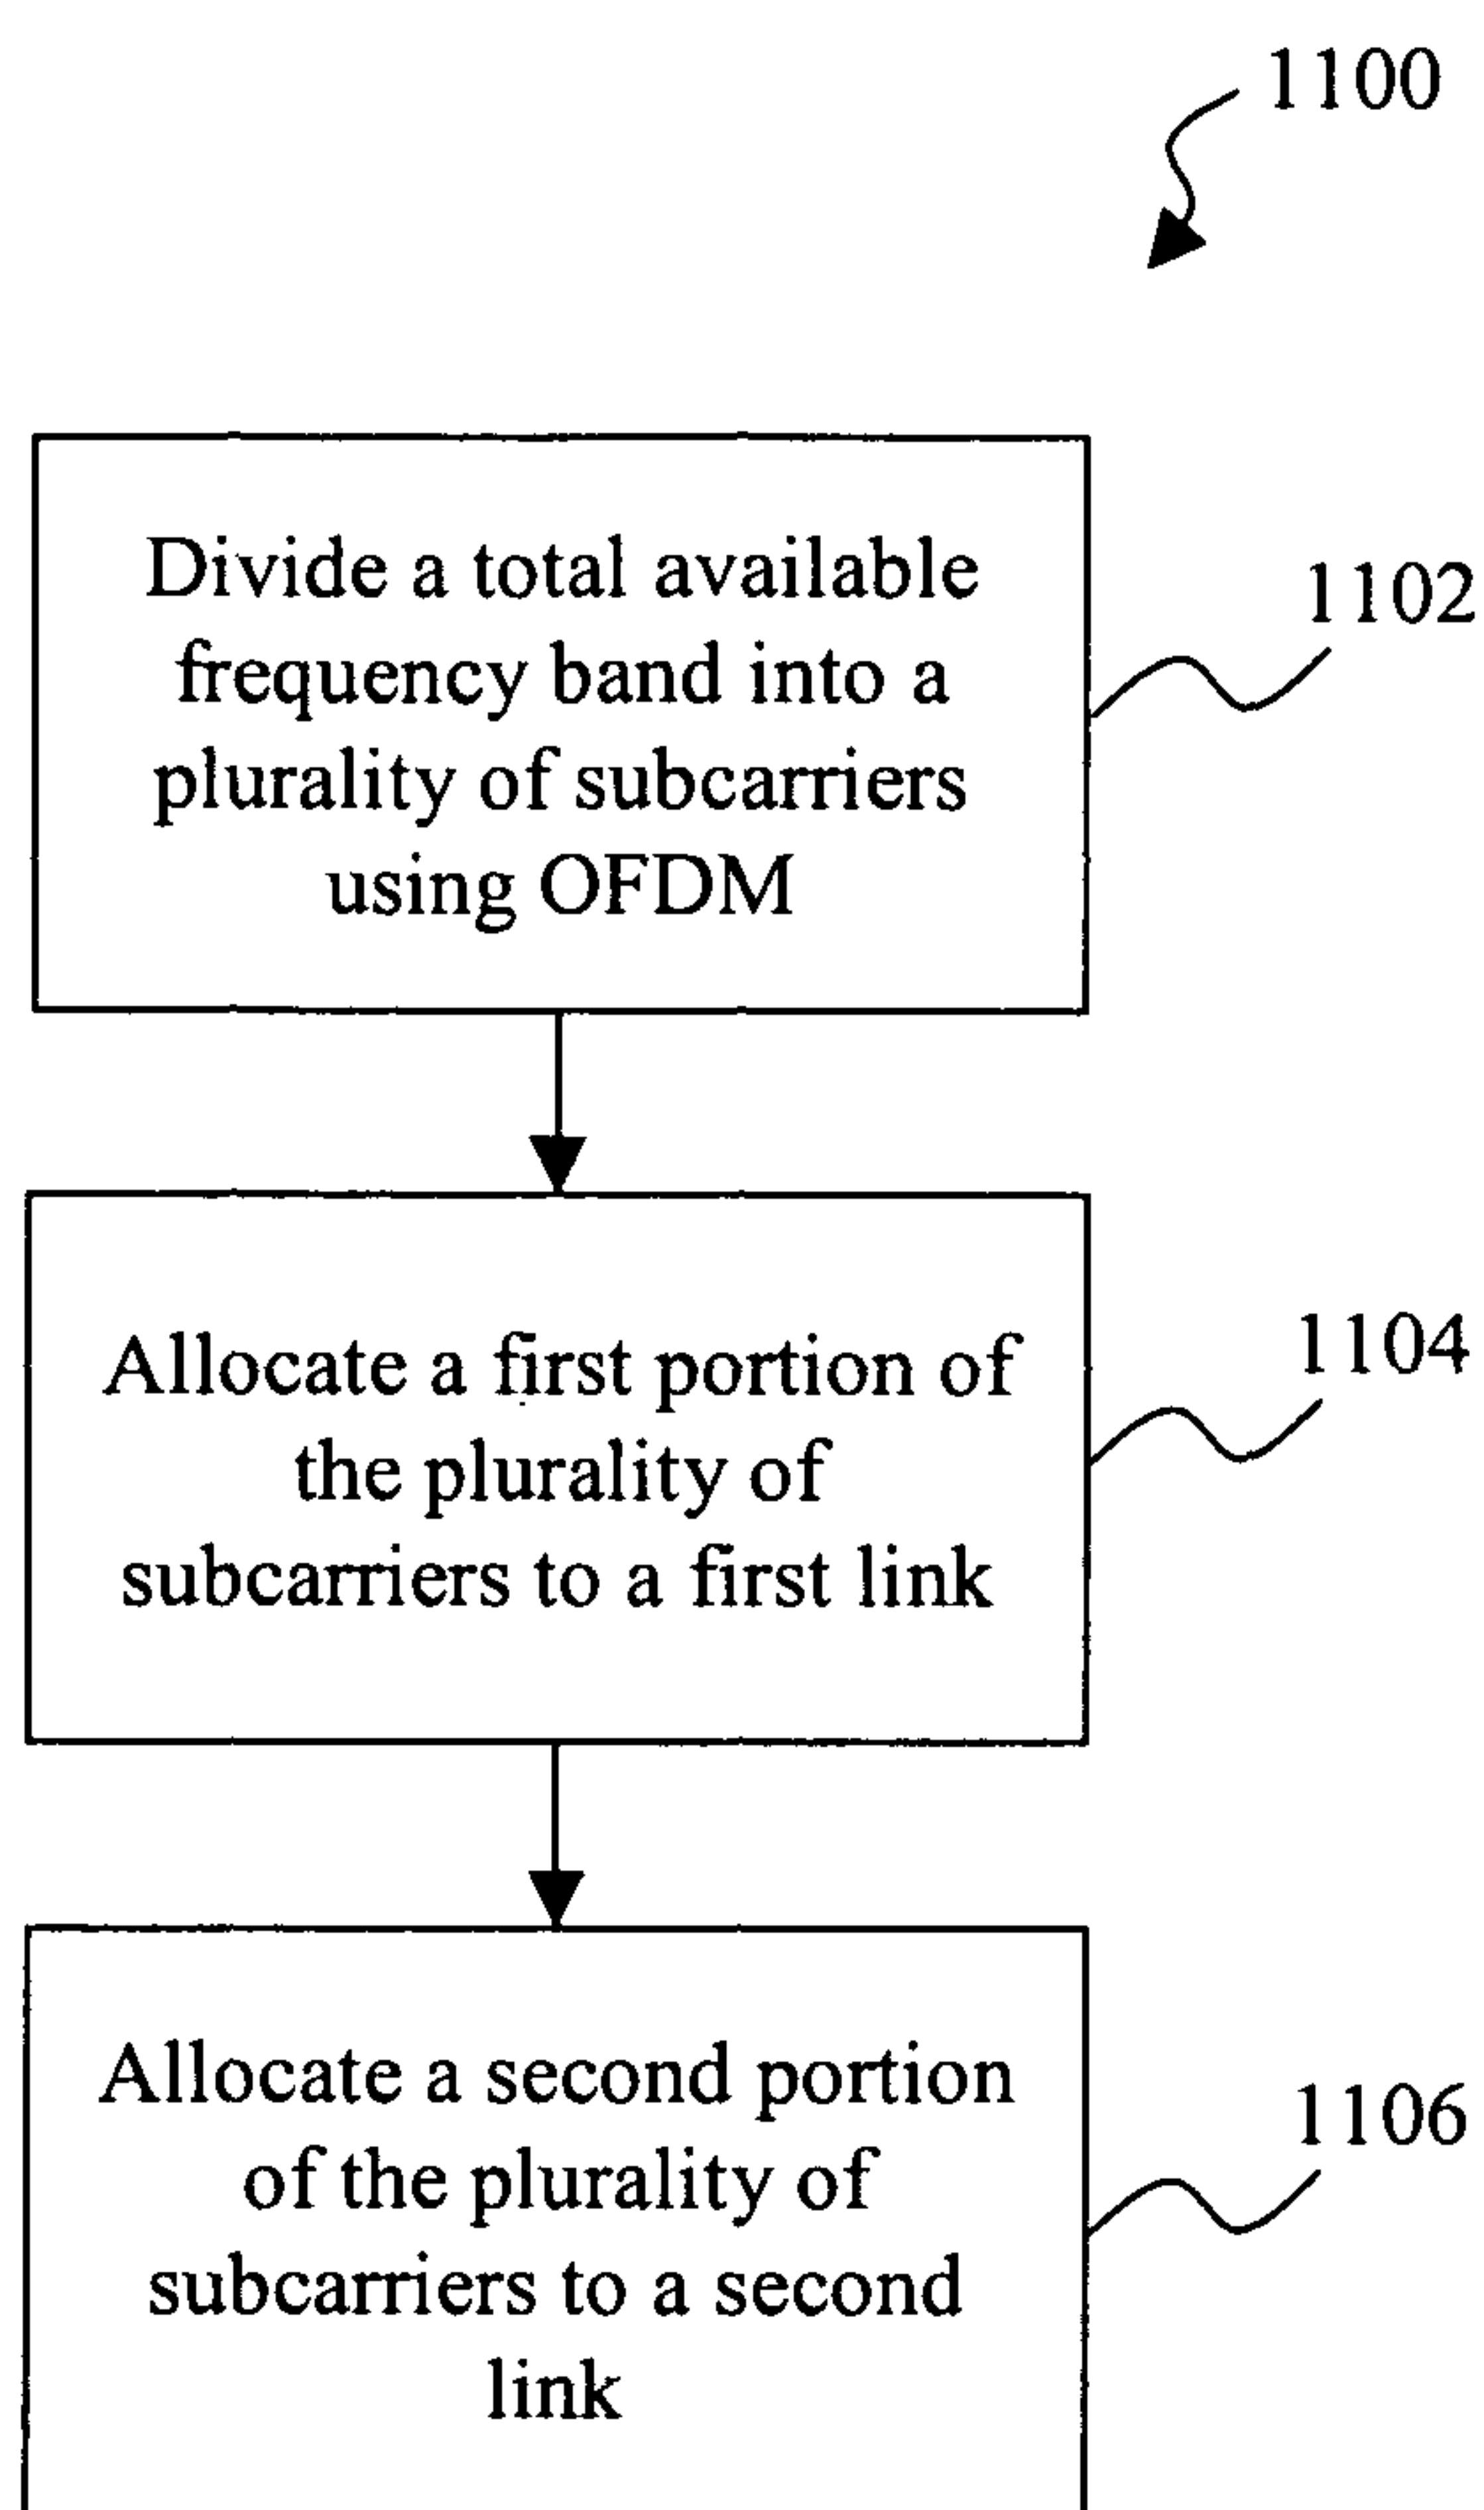 1100
Divide a total available
frequency band into a
plurality of subcarriers
using OFDM
1102
Allocate a first portion of
the plurality of
subcarriers to a first link
1104
Allocate a second portion
of the plurality of
subcarriers to a second
link
1106